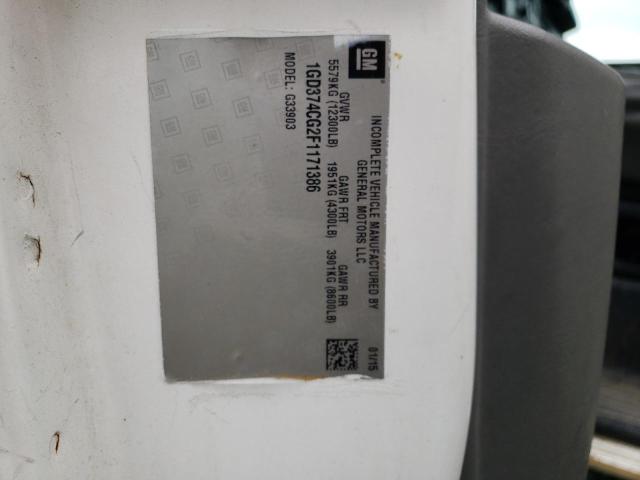 GM
INCOMPLETE VEHICLE MANUFACTURED BY
GENERAL MOTORS LLC
01/15
GVWR GAWR FRT GAWR RR
5579KG (12300LB) 1951KG (4300LB) 3901KG (8600LB)
1GD374CG2F1171386
MODEL: G33903